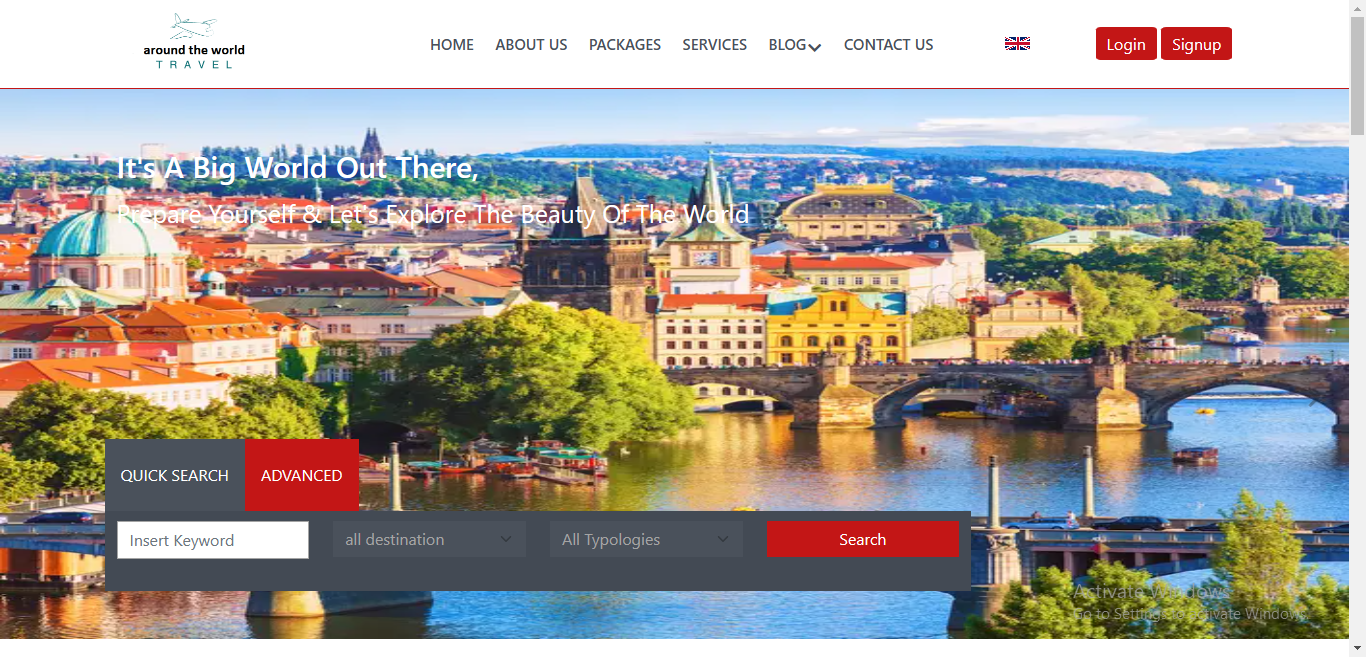 around the world
TRAVEL
HOME ABOUT US PACKAGES SERVICES BLOG CONTACT US
Login Signup
It's A Big World Out There,
Prepare Yourself & Let's Explore The Beauty Of The World
QUICK SEARCH ADVANCED
Insert Keyword all destination All Typologies Search
Activate Windows
Go to Settings to activate Windows.